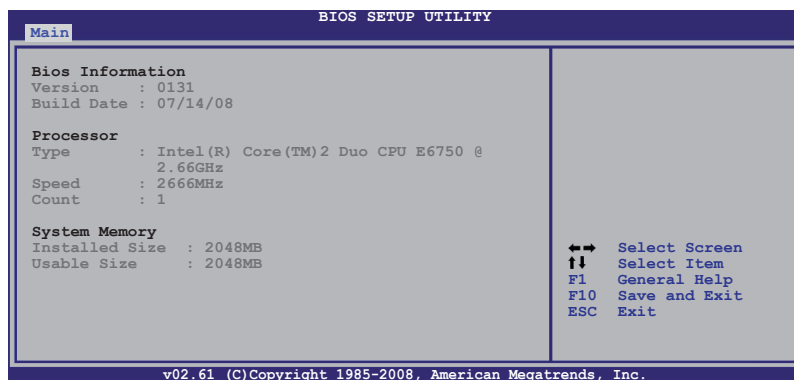 BIOS SETUP UTILITY
Main
Bios Information
Version : 0131
Build Date : 07/14/08
Processor
Type : Intel(R) Core(TM)2 Duo CPU E6750 @
2.66GHz
Speed : 2666MHz
Count : 1
System Memory
Installed Size : 2048MB
Usable Size : 2048MB
←→ Select Screen
↑↓ Select Item
F1 General Help
F10 Save and Exit
ESC Exit
v02.61 (C)Copyright 1985-2008, American Megatrends, Inc.